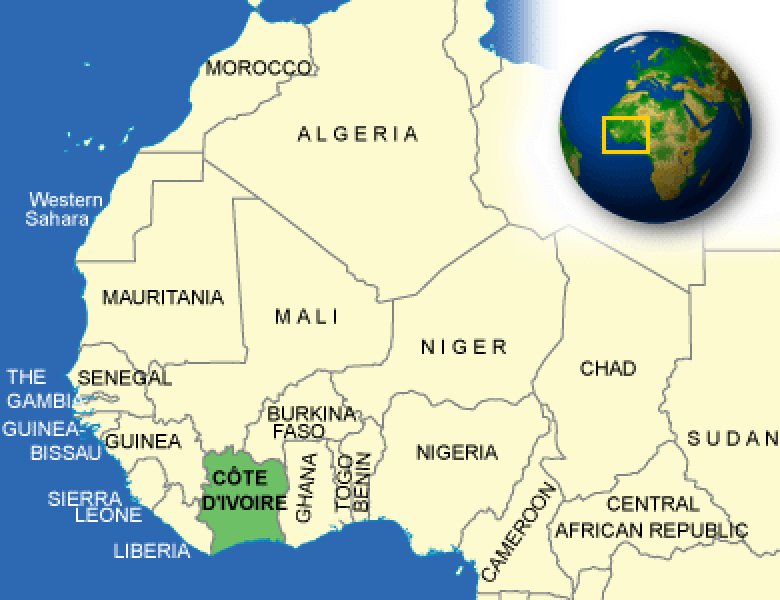 MOROCCO
ALGERIA
Western
Sahara
MAURITANIA
MALI
NIGER
CHAD
SUDAN
THE
GAMBIA
SENEGAL
GUINEA-
BISSAU
GUINEA
BURKINA
FASO
NIGERIA
SIERRA
LEONE
LIBERIA
CÔTE
D'IVOIRE
GHANA
TOGO
BENIN
CAMEROON
CENTRAL
AFRICAN REPUBLIC